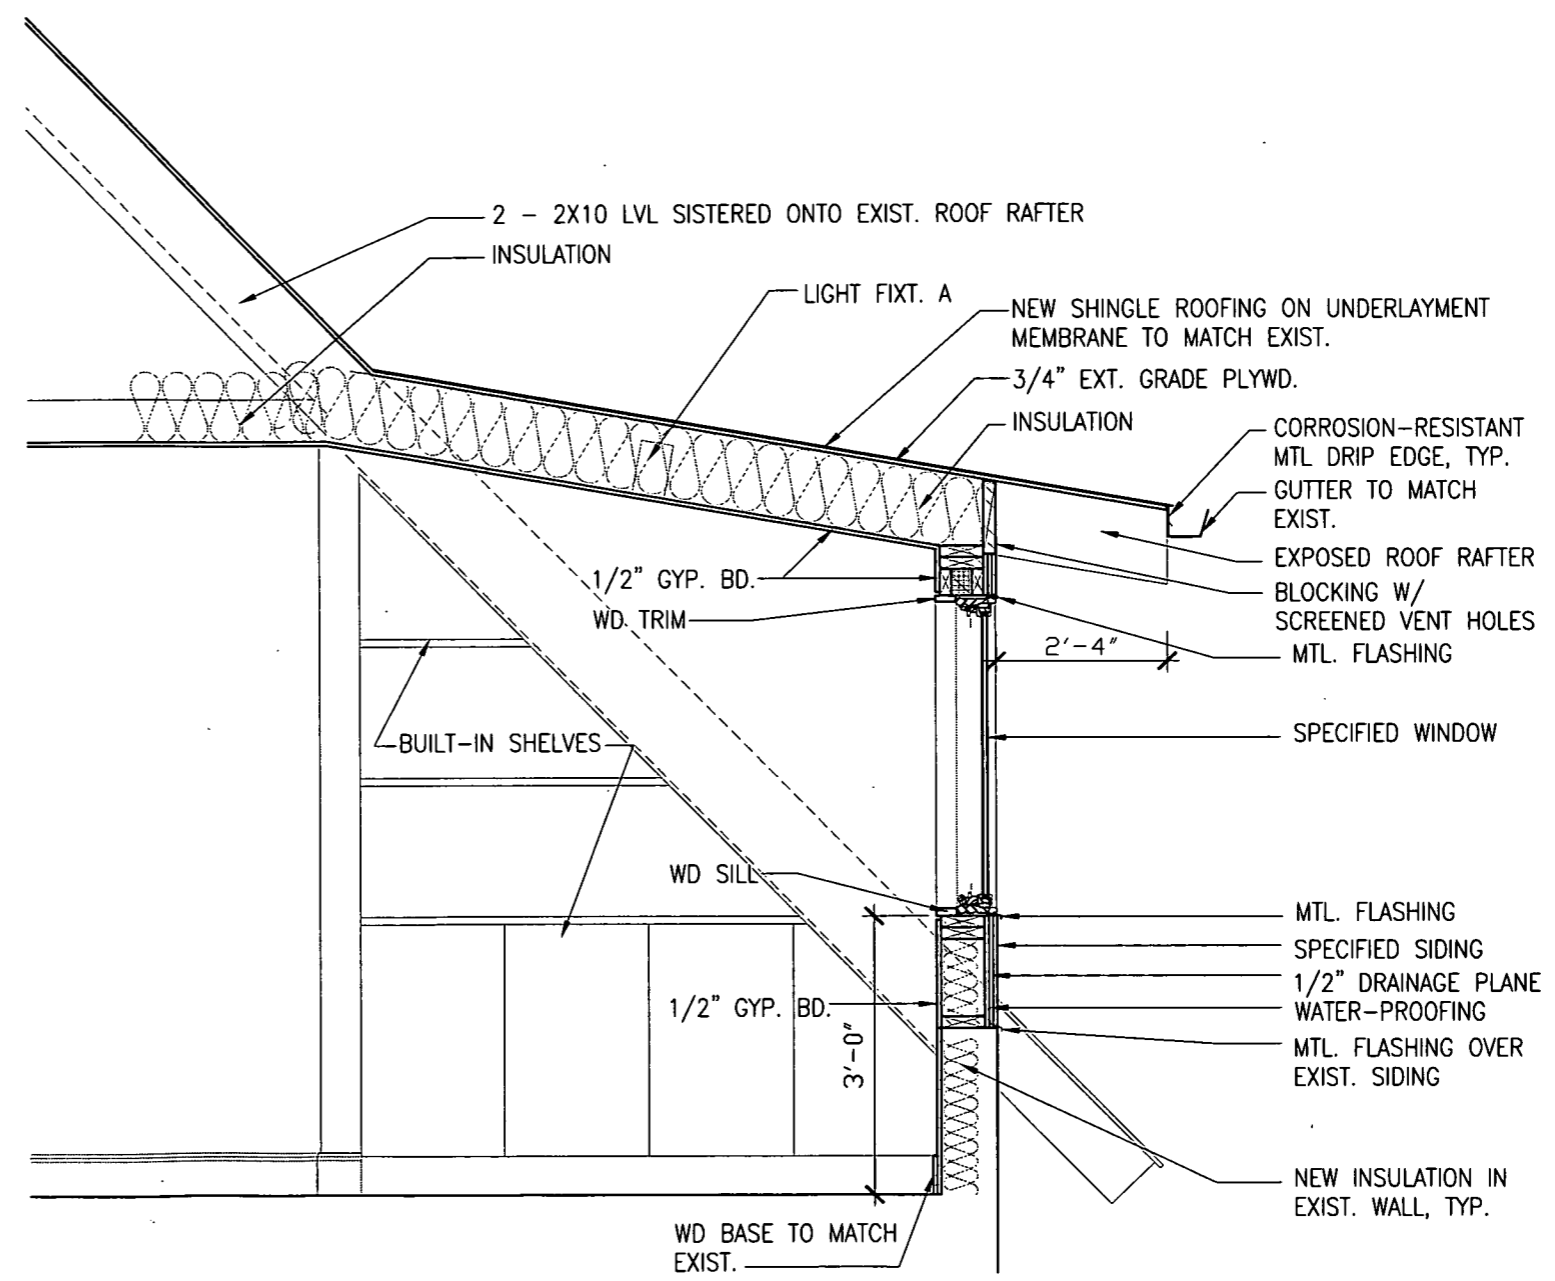 2 - 2X10 LVL SISTERED ONTO EXIST. ROOF RAFTER
INSULATION
LIGHT FIXT. A
NEW SHINGLE ROOFING ON UNDERLAYMENT
MEMBRANE TO MATCH EXIST.
3/4" EXT. GRADE PLYWD.
INSULATION
CORROSION-RESISTANT
MTL DRIP EDGE, TYP.
GUTTER TO MATCH
EXIST.
EXPOSED ROOF RAFTER
BLOCKING W/
SCREENED VENT HOLES
MTL. FLASHING
1/2" GYP. BD.
WD TRIM
2'-4"
SPECIFIED WINDOW
BUILT-IN SHELVES
WD SILL
MTL. FLASHING
SPECIFIED SIDING
1/2" DRAINAGE PLANE
WATER-PROOFING
MTL. FLASHING OVER
EXIST. SIDING
1/2" GYP. BD.
3'-0"
NEW INSULATION IN
EXIST. WALL, TYP.
WD BASE TO MATCH
EXIST.